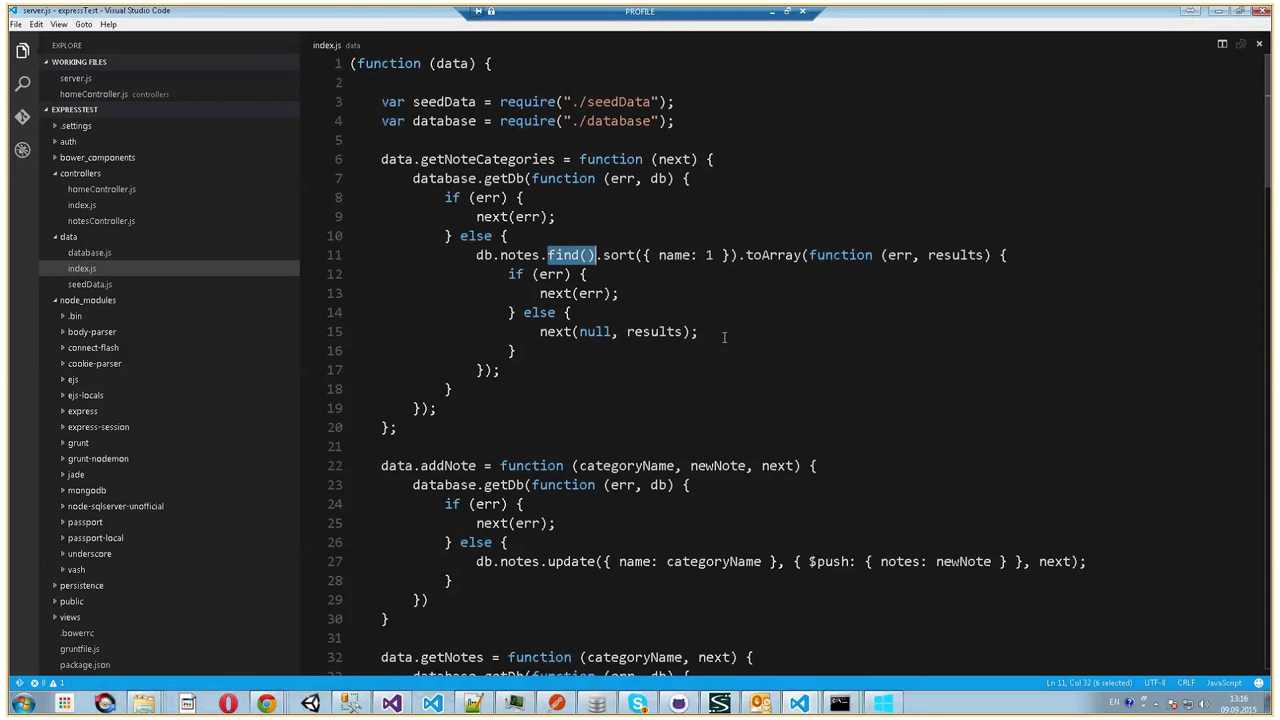 server.js - expressTest - Visual Studio Code
PROFILE
File Edit View Goto Help
EXPLORE
WORKING FILES
server.js
homeController.js controllers
EXPRESSTEST
.settings
auth
bower_components
controllers
homeController.js
index.js
notesController.js
data
database.js
index.js
seedData.js
node_modules
.bin
body-parser
connect-flash
cookie-parser
ejs
ejs-locals
express
express-session
grunt
grunt-nodemon
jade
mongodb
node-sqlserver-unofficial
passport
passport-local
underscore
vash
persistence
public
views
.bowerrc
gruntfile.js
package.json
index.js data
1 (function (data) {
2
3 var seedData = require("./seedData");
4 var database = require("./database");
5
6 data.getNoteCategories = function (next) {
7 database.getDb(function (err, db) {
8 if (err) {
9 next(err);
10 } else {
11 db.notes.find().sort({ name: 1 }).toArray(function (err, results) {
12 if (err) {
13 next(err);
14 } else {
15 next(null, results);
16 }
17 });
18 }
19 });
20 };
21
22 data.addNote = function (categoryName, newNote, next) {
23 database.getDb(function (err, db) {
24 if (err) {
25 next(err);
26 } else {
27 db.notes.update({ name: categoryName }, { $push: { notes: newNote } }, next);
28 }
29 })
30 }
31
32 data.getNotes = function (categoryName, next) {
0 1
Ln 11, Col 32 (6 selected) UTF-8 CRLF JavaScript
EN
13:16
09.09.2015